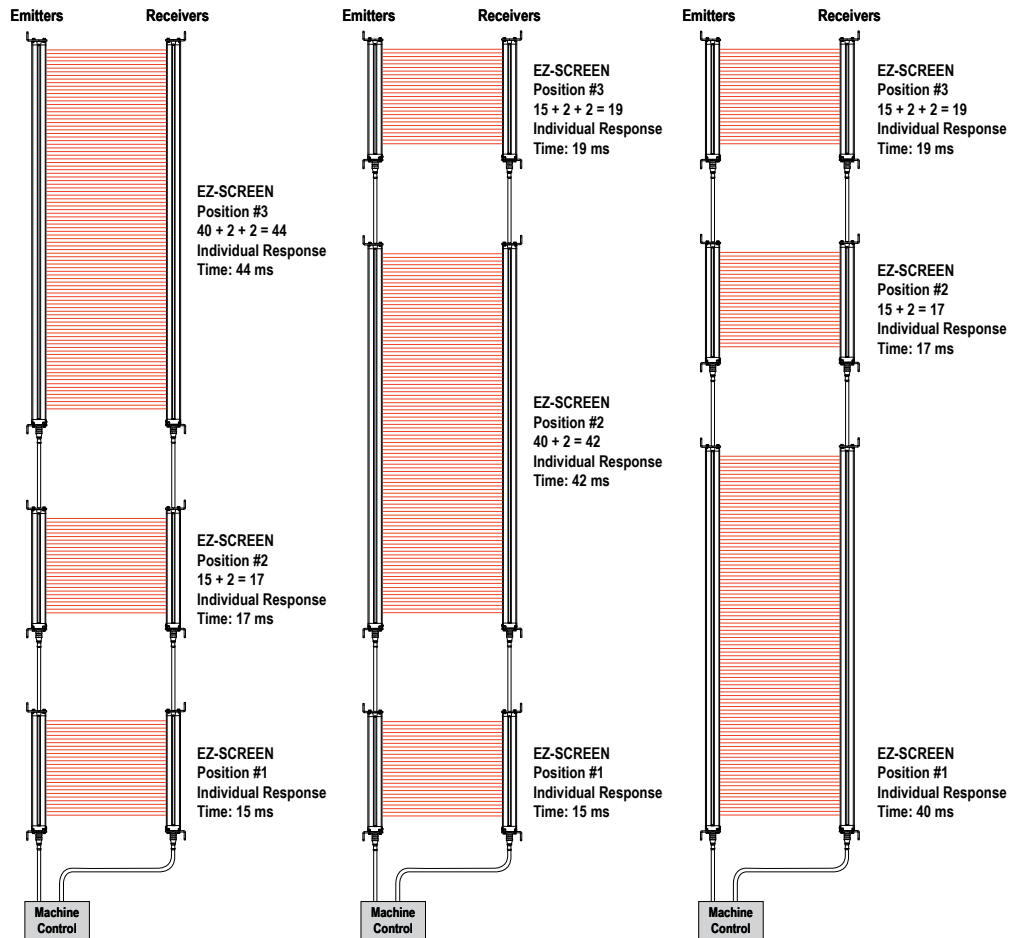 Emitters
Receivers
EZ-SCREEN
Position #3
40 + 2 + 2 = 44
Individual Response
Time: 44 ms
EZ-SCREEN
Position #2
15 + 2 = 17
Individual Response
Time: 17 ms
EZ-SCREEN
Position #1
Individual Response
Time: 15 ms
Machine
Control
Emitters
Receivers
EZ-SCREEN
Position #3
15 + 2 + 2 = 19
Individual Response
Time: 19 ms
EZ-SCREEN
Position #2
40 + 2 = 42
Individual Response
Time: 42 ms
EZ-SCREEN
Position #1
Individual Response
Time: 15 ms
Machine
Control
Emitters
Receivers
EZ-SCREEN
Position #3
15 + 2 + 2 = 19
Individual Response
Time: 19 ms
EZ-SCREEN
Position #2
15 + 2 = 17
Individual Response
Time: 17 ms
EZ-SCREEN
Position #1
Individual Response
Time: 40 ms
Machine
Control